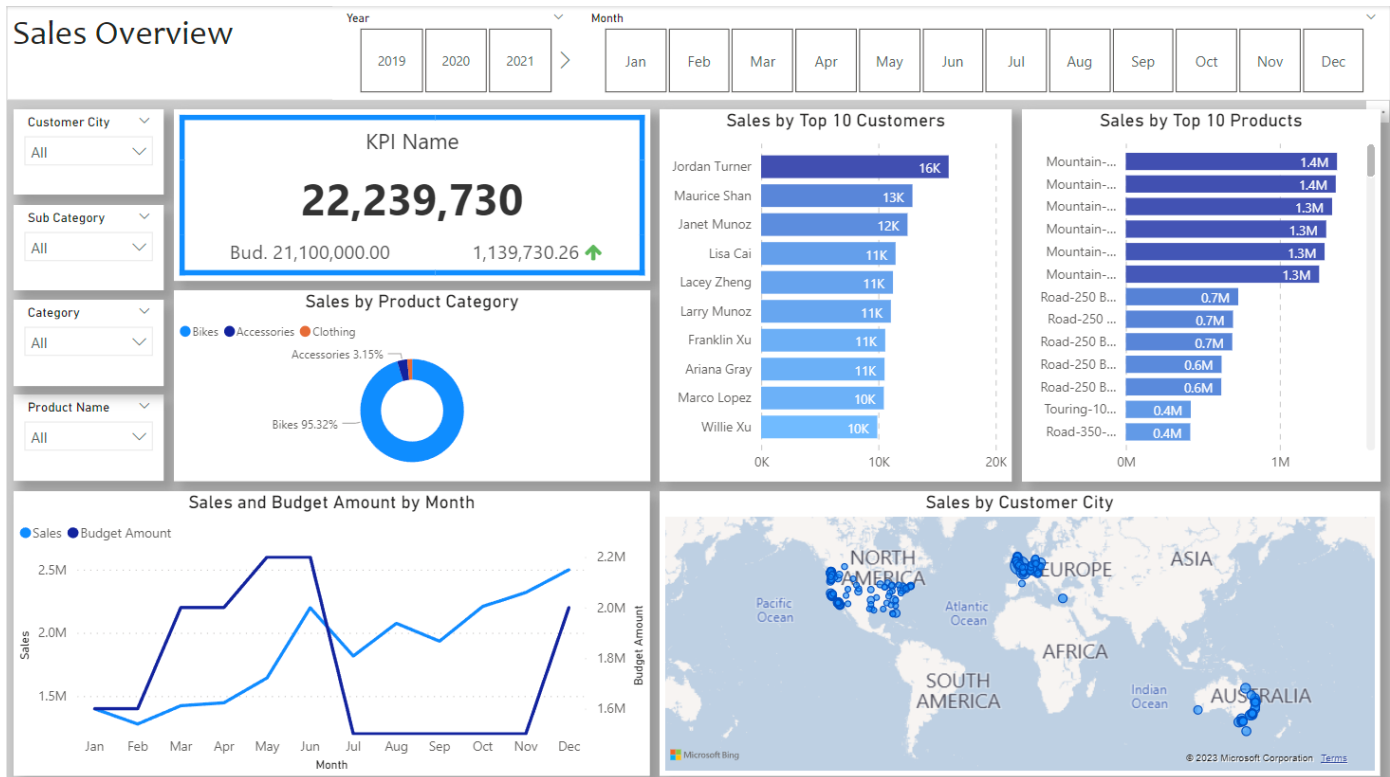 Sales Overview
Year
2019 2020 2021
Month
Jan Feb Mar Apr May Jun Jul Aug Sep Oct Nov Dec
Customer City
All
Sub Category
All
Category
All
Product Name
All
KPI Name
22,239,730
Bud. 21,100,000.00 1,139,730.26
Sales by Product Category
Bikes Accessories Clothing
Accessories 3.15%
Bikes 95.32%
Sales by Top 10 Customers
Jordan Turner 16K
Maurice Shan 13K
Janet Munoz 12K
Lisa Cai 11K
Lacey Zheng 11K
Larry Munoz 11K
Franklin Xu 11K
Ariana Gray 11K
Marco Lopez 10K
Willie Xu 10K
0K 10K 20K
Sales by Top 10 Products
Mountain-... 1.4M
Mountain-... 1.4M
Mountain-... 1.3M
Mountain-... 1.3M
Mountain-... 1.3M
Mountain-... 1.3M
Road-250 B... 0.7M
Road-250 ... 0.7M
Road-250 B... 0.7M
Road-250 B... 0.6M
Road-250 B... 0.6M
Touring-10... 0.4M
Road-350-... 0.4M
0M 1M
Sales and Budget Amount by Month
Sales Budget Amount
Sales
2.5M
2.0M
1.5M
2.2M
2.0M
1.8M
1.6M
Budget Amount
Jan Feb Mar Apr May Jun Jul Aug Sep Oct Nov Dec
Month
Sales by Customer City
NORTH
AMERICA
EUROPE
ASIA
Pacific
Ocean
Atlantic
Ocean
AFRICA
SOUTH
AMERICA
Indian
Ocean
AUSTRALIA
Microsoft Bing
© 2023 Microsoft Corporation Terms